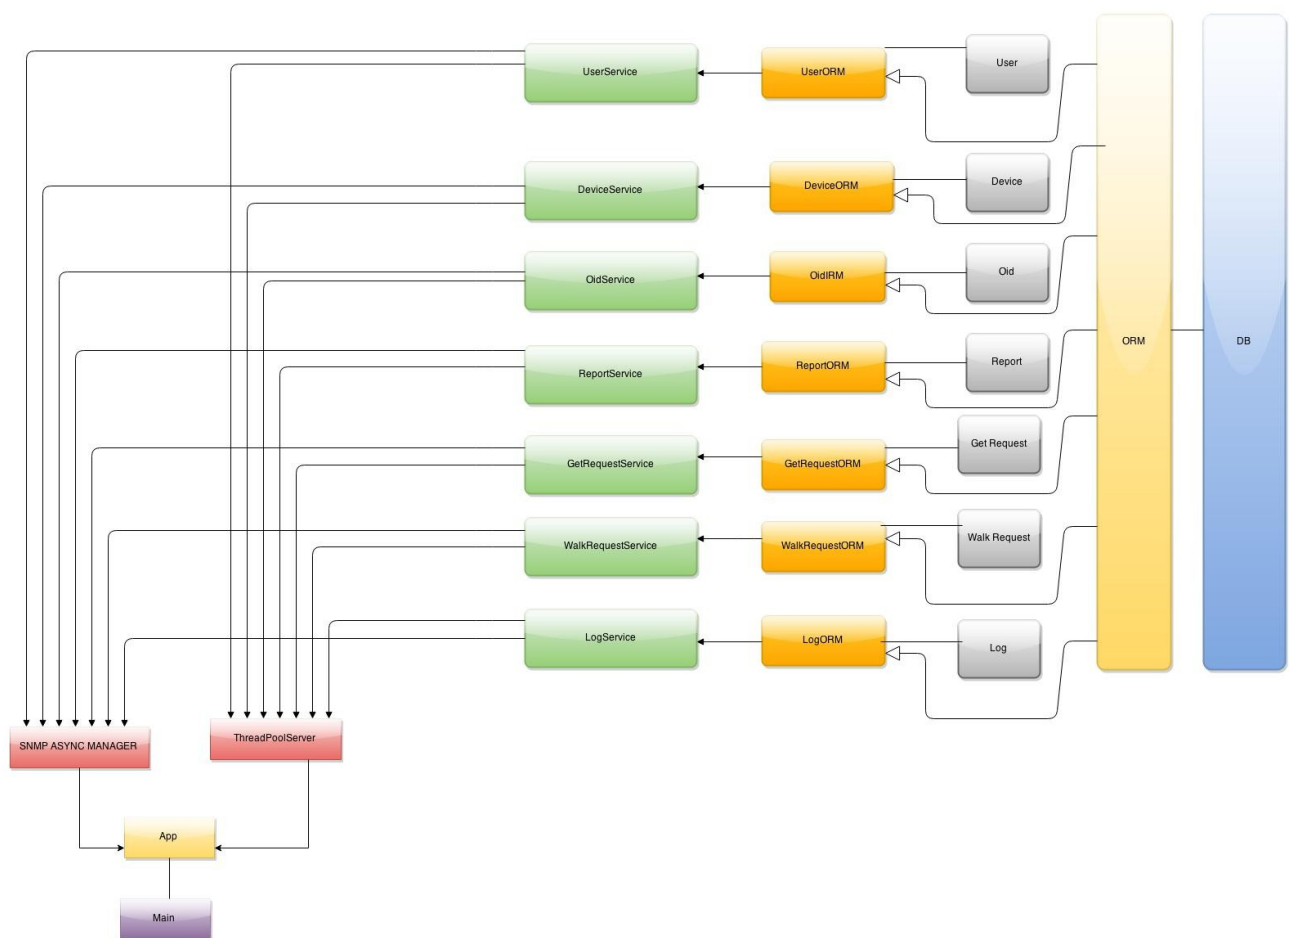 UserService
UserORM
User
DeviceService
DeviceORM
Device
OidService
OidIRM
Oid
ReportService
ReportORM
Report
ORM
DB
GetRequestService
GetRequestORM
Get Request
WalkRequestService
WalkRequestORM
Walk Request
LogService
LogORM
Log
SNMP ASYNC MANAGER
ThreadPoolServer
App
Main